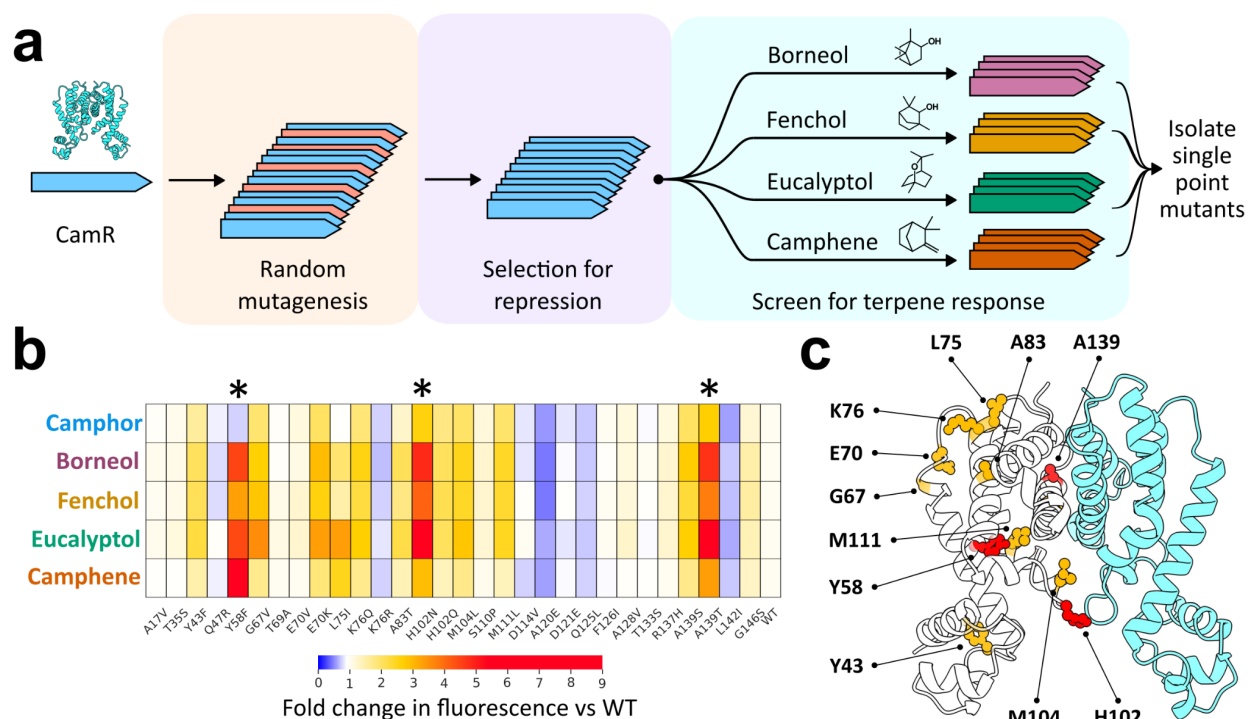 a
CamR
Random
mutagenesis
Selection for
repression
Borneol
OH
Fenchol
OH
Eucalyptol
O
Camphene
Screen for terpene response
Isolate
single
point
mutants
b
* * *
Camphor
Borneol
Fenchol
Eucalyptol
Camphene
A17V T35S Y43F Q47R Y58F G67V T69A E70V E70K L75I K76Q K76R A83T H102N H102Q M104L S110P M111L D114V A120E D121E Q125L F126I A128V T133S R137H A139S A139T L142I G146S WT
0 1 2 3 4 5 6 7 8 9
Fold change in fluorescence vs WT
c
L75 A83 A139
K76
E70
G67
M111
Y58
Y43
M104 H102